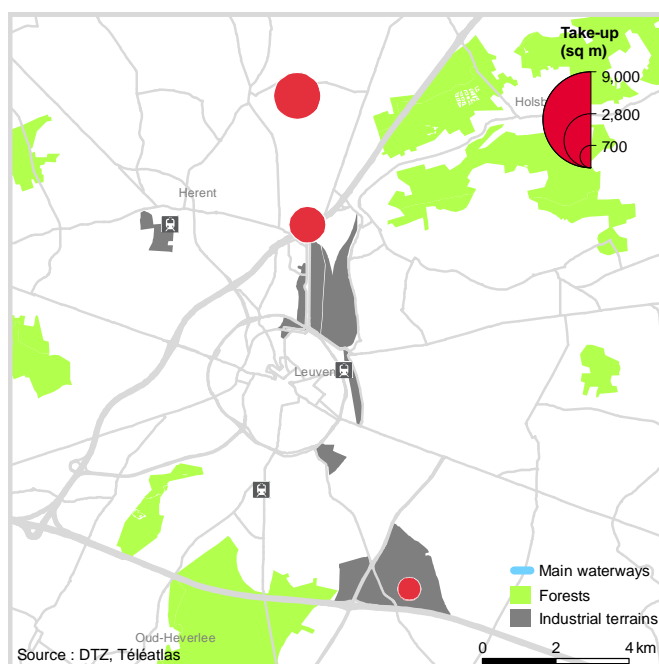 Take-up
(sq m)
9,000
Holsb
2,800
700
Herent
Leuven
Main waterways
Forests
Industrial terrains
Oud-Heverlee
Source : DTZ, Téléatlas
0 2 4 km